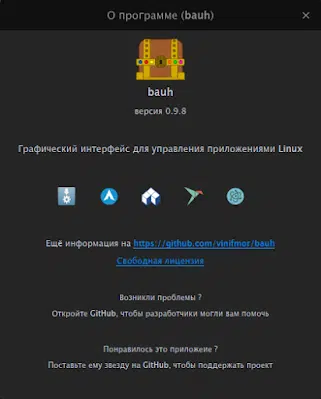 О программе (bauh)
bauh
версия 0.9.8
Графический интерфейс для управления приложениями Linux
Ещё информация на https://github.com/vinifmor/bauh
Свободная лицензия
Возникли проблемы ?
Откройте GitHub, чтобы разработчики могли вам помочь
Понравилось это приложение ?
Поставьте ему звезду на GitHub, чтобы поддержать проект